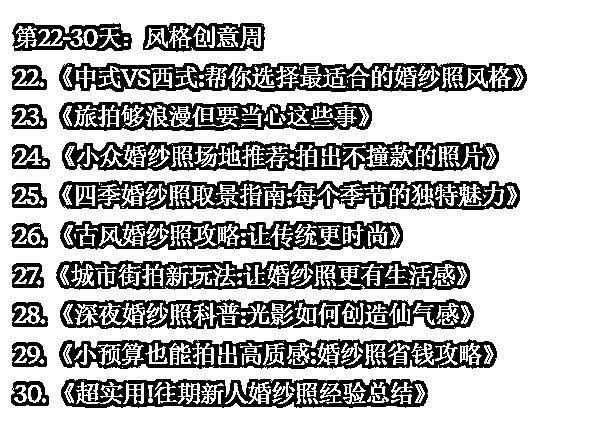 第22-30天：风格创意周
22.《中式VS西式:帮你选择最适合的婚纱照风格》
23.《旅拍够浪漫但要当心这些事》
24.《小众婚纱照场地推荐:拍出不撞款的照片》
25.《四季婚纱照取景指南:每个季节的独特魅力》
26.《古风婚纱照攻略:让传统更时尚》
27.《城市街拍新玩法:让婚纱照更有生活感》
28.《深夜婚纱照科普:光影如何创造仙气感》
29.《小预算也能拍出高质感:婚纱照省钱攻略》
30.《超实用!往期新人婚纱照经验总结》